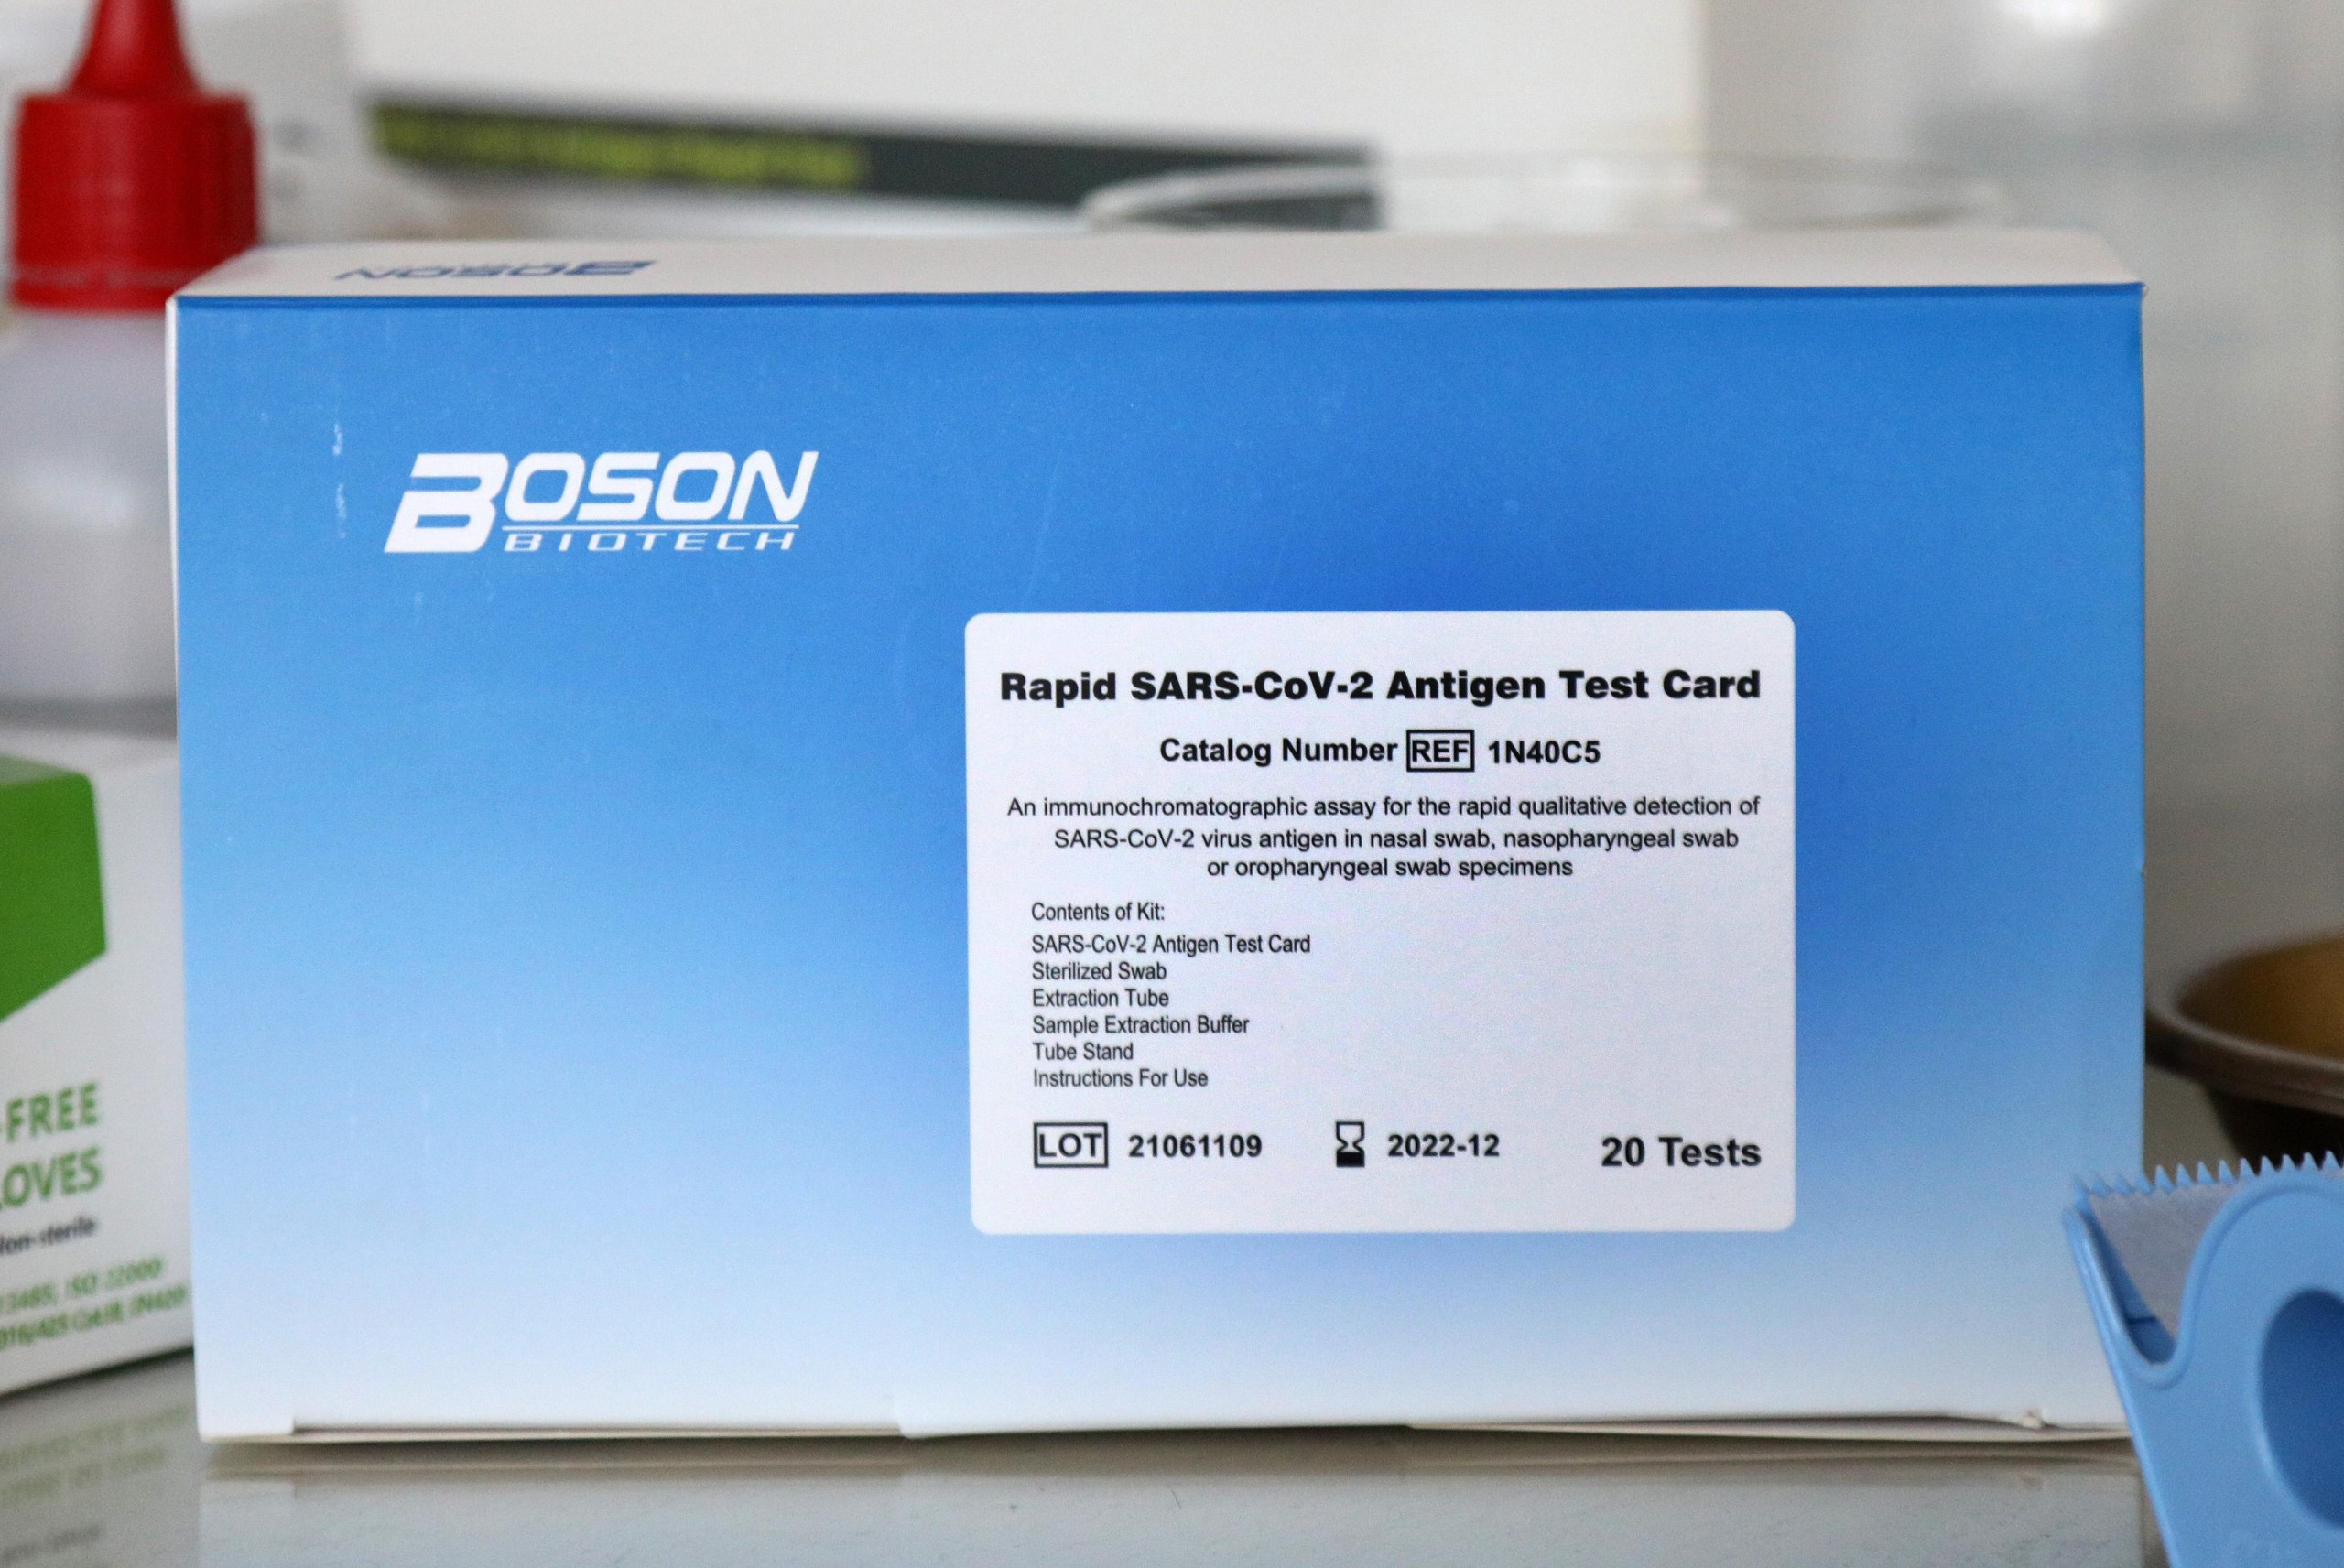 BOSON
BOSON
BIOTECH
Rapid SARS-CoV-2 Antigen Test Card
Catalog Number REF 1N40C5
An immunochromatographic assay for the rapid qualitative detection of
SARS-CoV-2 virus antigen in nasal swab, nasopharyngeal swab
or oropharyngeal swab specimens
Contents of Kit:
SARS-CoV-2 Antigen Test Card
Sterilized Swab
Extraction Tube
Sample Extraction Buffer
Tube Stand
Instructions For Use
LOT 21061109 2022-12 20 Tests
-FREE
OVES
Non-sterile